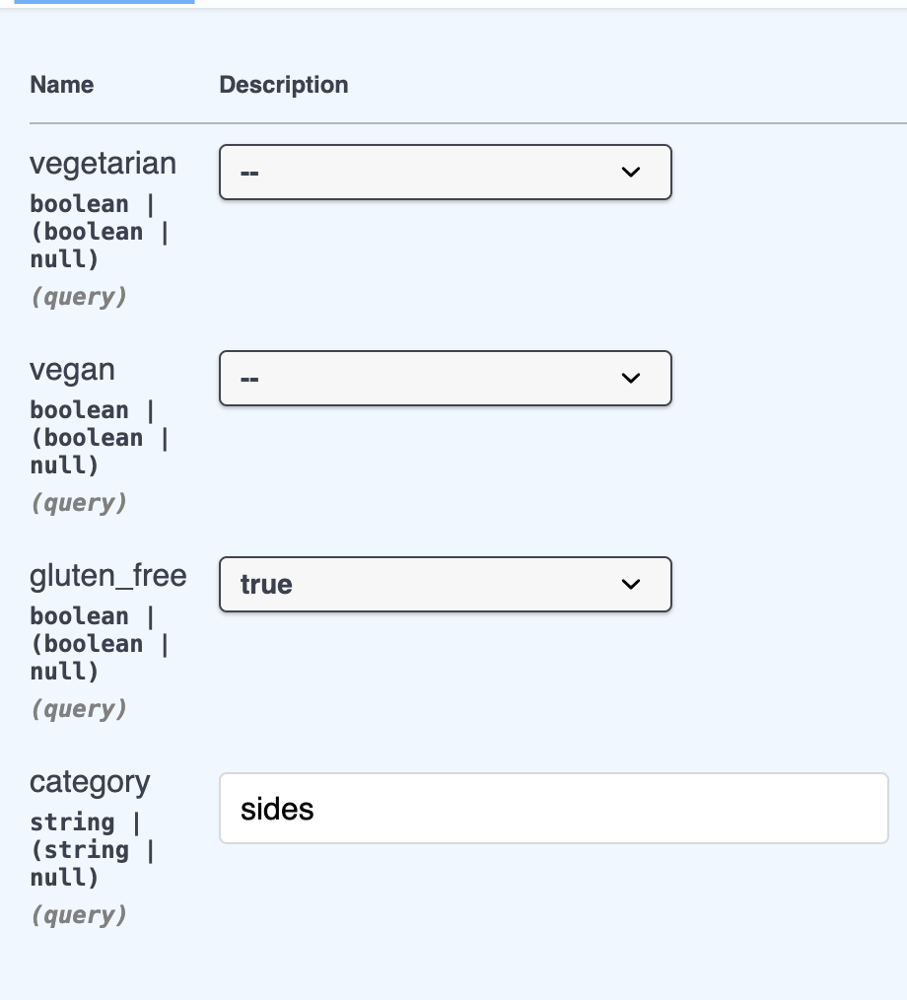 Name Description
vegetarian --
boolean |
(boolean |
null)
(query)
vegan --
boolean |
(boolean |
null)
(query)
gluten_free true
boolean |
(boolean |
null)
(query)
category sides
string |
(string |
null)
(query)